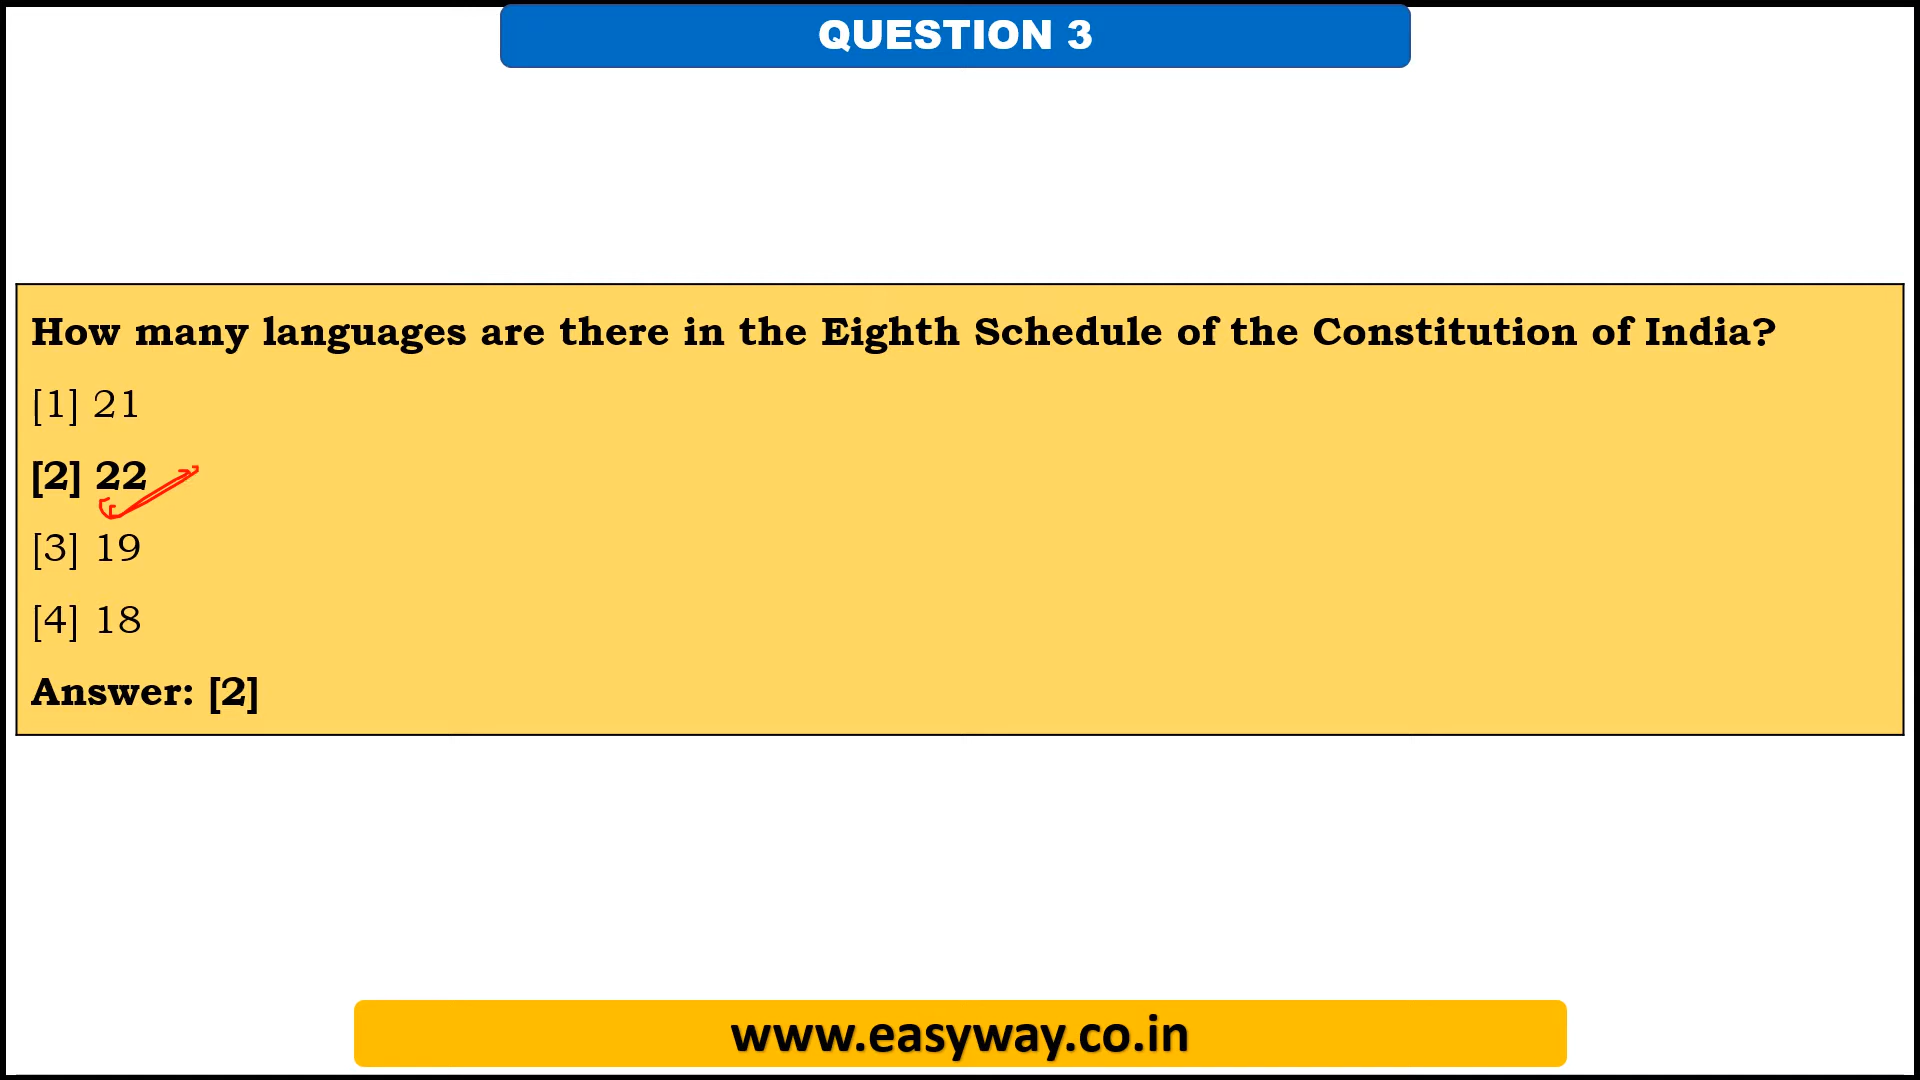 QUESTION 3
How many languages are there in the Eighth Schedule of the Constitution of India?
[1] 21
[2] 22
[3] 19
[4] 18
Answer: [2]
www.easyway.co.in